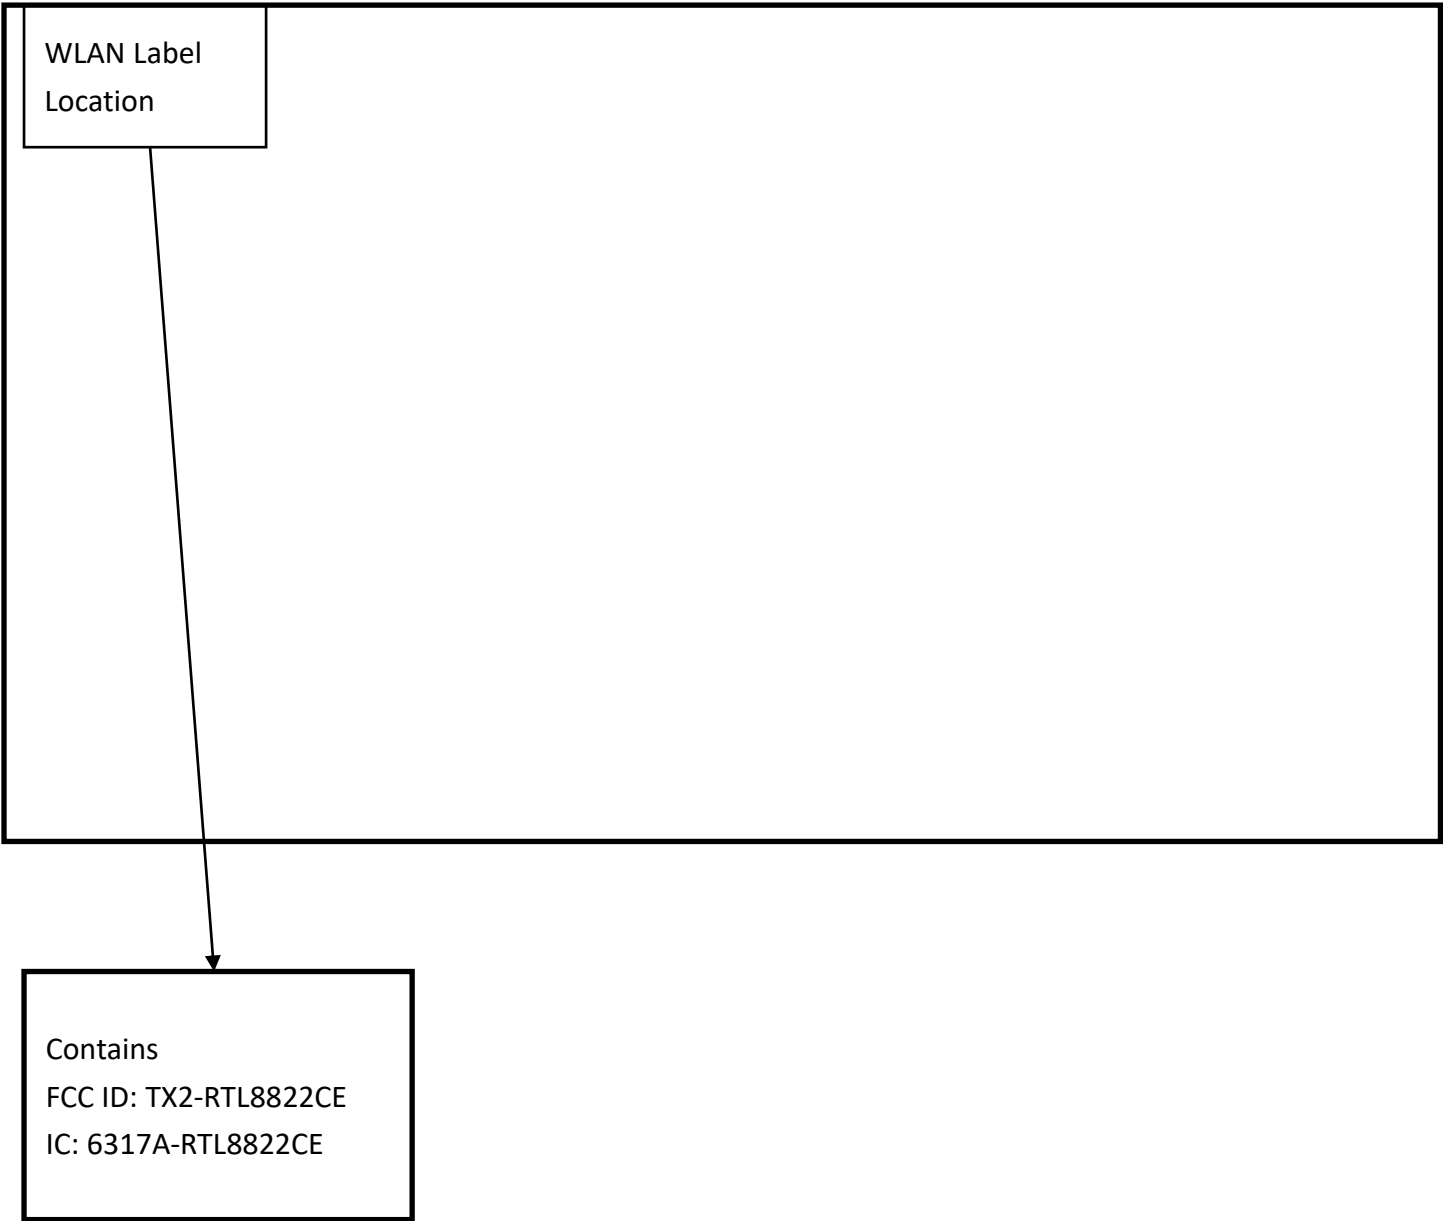 WLAN Label
Location
Contains
FCC ID: TX2-RTL8822CE
IC: 6317A-RTL8822CE